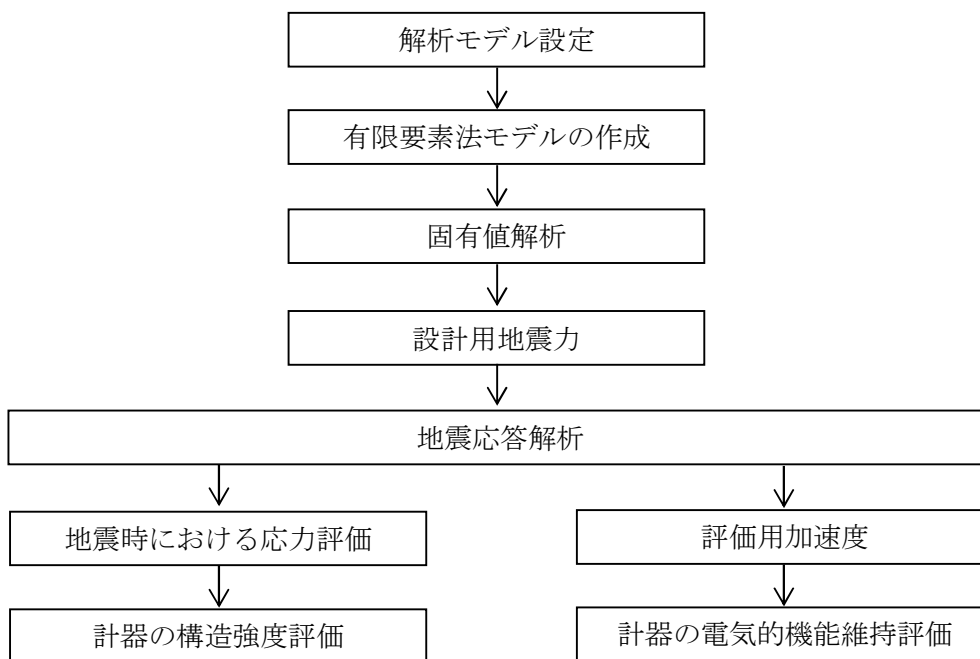 解析モデル設定
有限要素法モデルの作成
固有値解析
設計用地震力
地震応答解析
地震時における応力評価
評価用加速度
計器の構造強度評価
計器の電気的機能維持評価